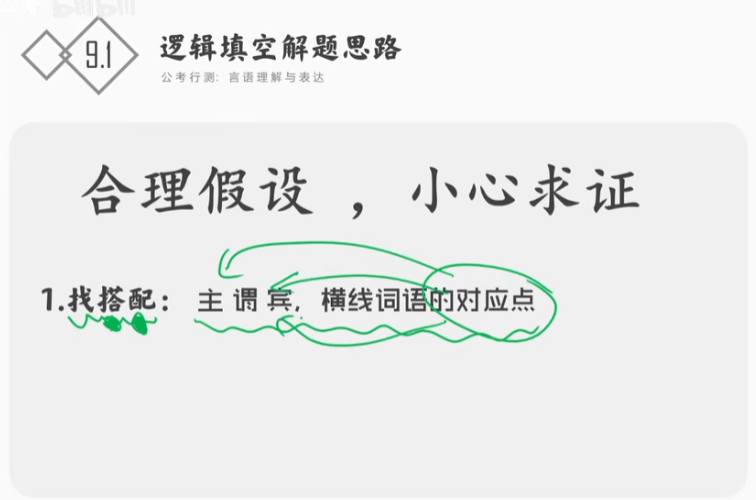 9.1
逻辑填空解题思路
公考行测: 言语理解与表达
合理假设 ，小心求证
1.找搭配： 主 谓 宾，横线词语的对应点